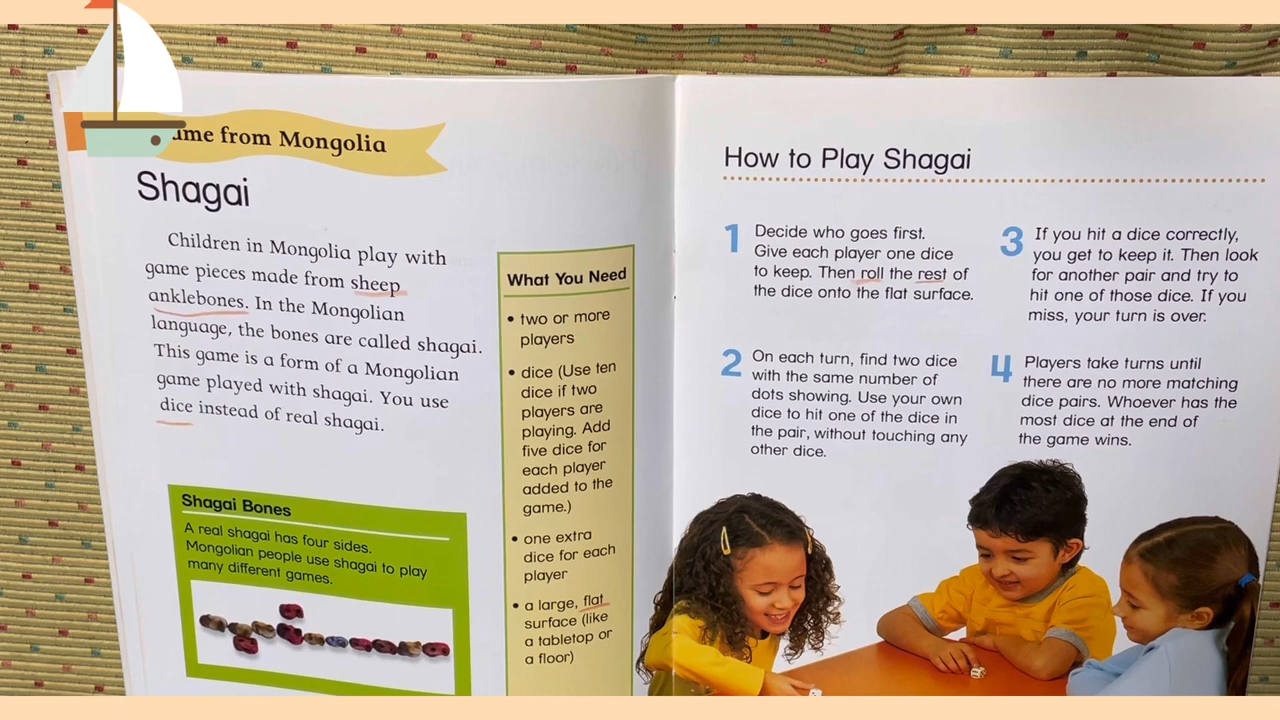 ame from Mongolia
Shagai
Children in Mongolia play with
game pieces made from sheep
anklebones. In the Mongolian
language, the bones are called shagai.
This game is a form of a Mongolian
game played with shagai. You use
dice instead of real shagai.
Shagai Bones
A real shagai has four sides.
Mongolian people use shagai to play
many different games.
What You Need
• two or more
players
• dice (Use ten
dice if two
players are
playing. Add
five dice for
each player
added to the
game.)
• one extra
dice for each
player
• a large, flat
surface (like
a tabletop or
a floor)
How to Play Shagai
1 Decide who goes first.
Give each player one dice
to keep. Then roll the rest of
the dice onto the flat surface.
2 On each turn, find two dice
with the same number of
dots showing. Use your own
dice to hit one of the dice in
the pair, without touching any
other dice.
3 If you hit a dice correctly,
you get to keep it. Then look
for another pair and try to
hit one of those dice. If you
miss, your turn is over.
4 Players take turns until
there are no more matching
dice pairs. Whoever has the
most dice at the end of
the game wins.